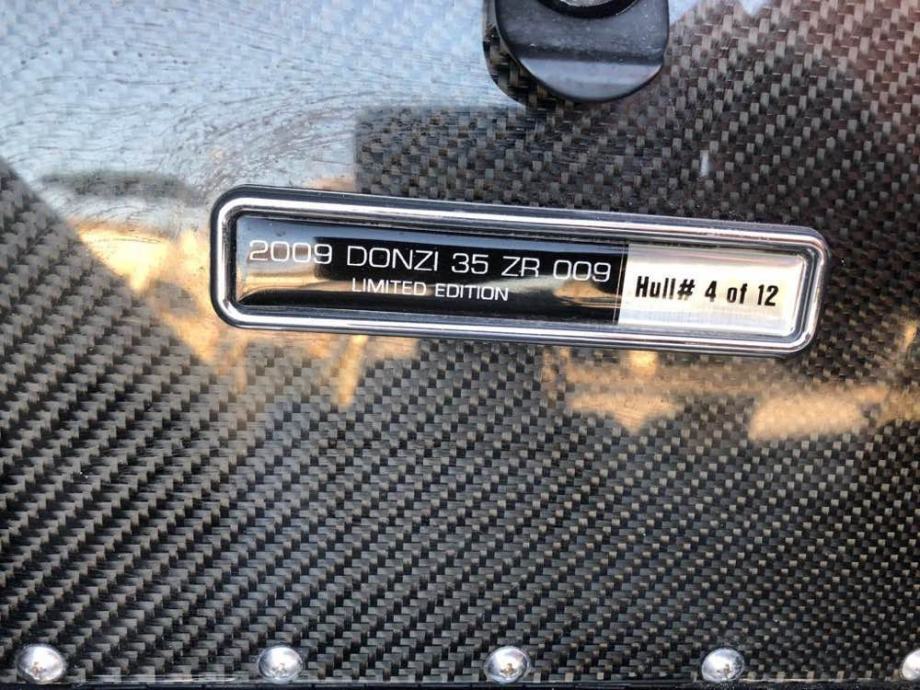 2009 DONZI 35 ZR 009
LIMITED EDITION
Hull# 4 of 12